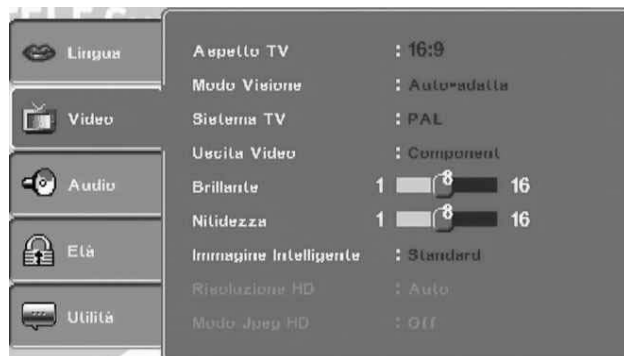 Lingua
Video
Audio
Età
Utilità
Aspetto TV : 16:9
Modo Visione : Auto-adatta
Sistema TV : PAL
Uscita Video : Component
Brillante 1 8 16
Nilidezza 1 8 16
Immagine Intelligente : Standard
Risoluzione HD : Auto
Modo Jpeg HD : Off